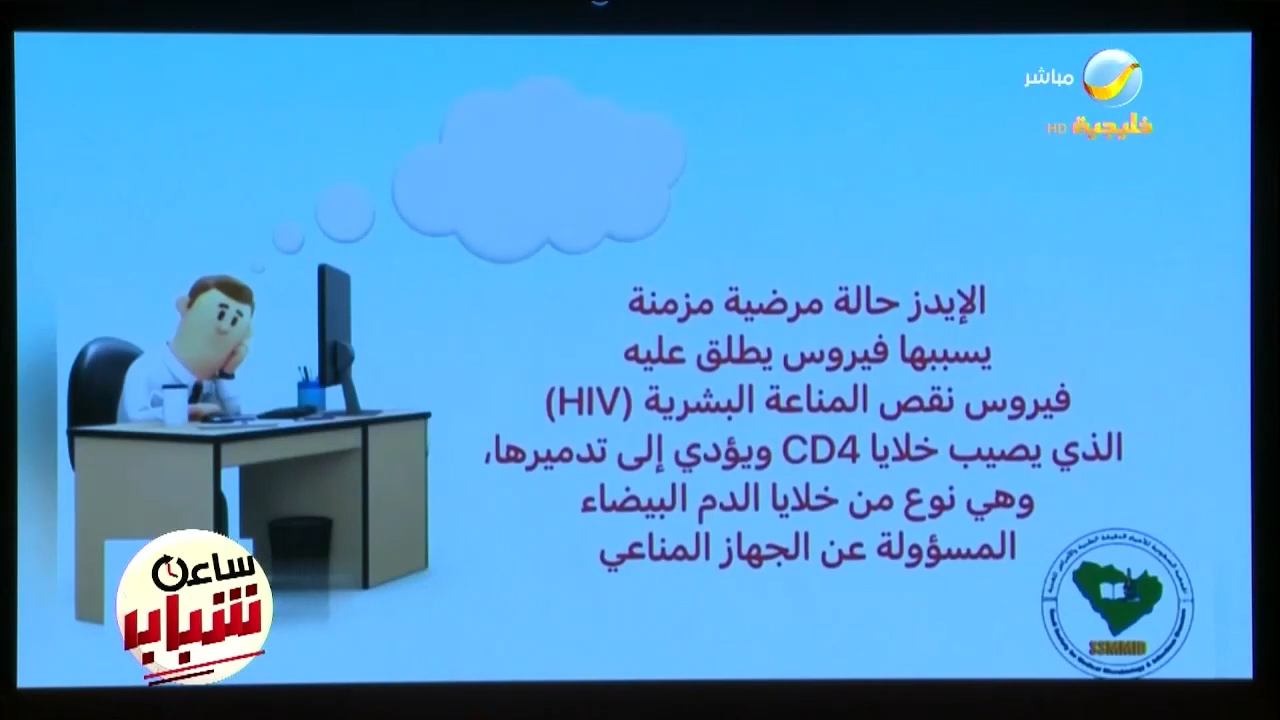 مباشر
خليجية HD
الإيدز حالة مرضية مزمنة
يسببها فيروس يطلق عليه
فيروس نقص المناعة البشرية (HIV)
الذي يصيب خلايا CD4 ويؤدي إلى تدميرها،
وهي نوع من خلايا الدم البيضاء
المسؤولة عن الجهاز المناعي
ساعة
شباب
SSMMID